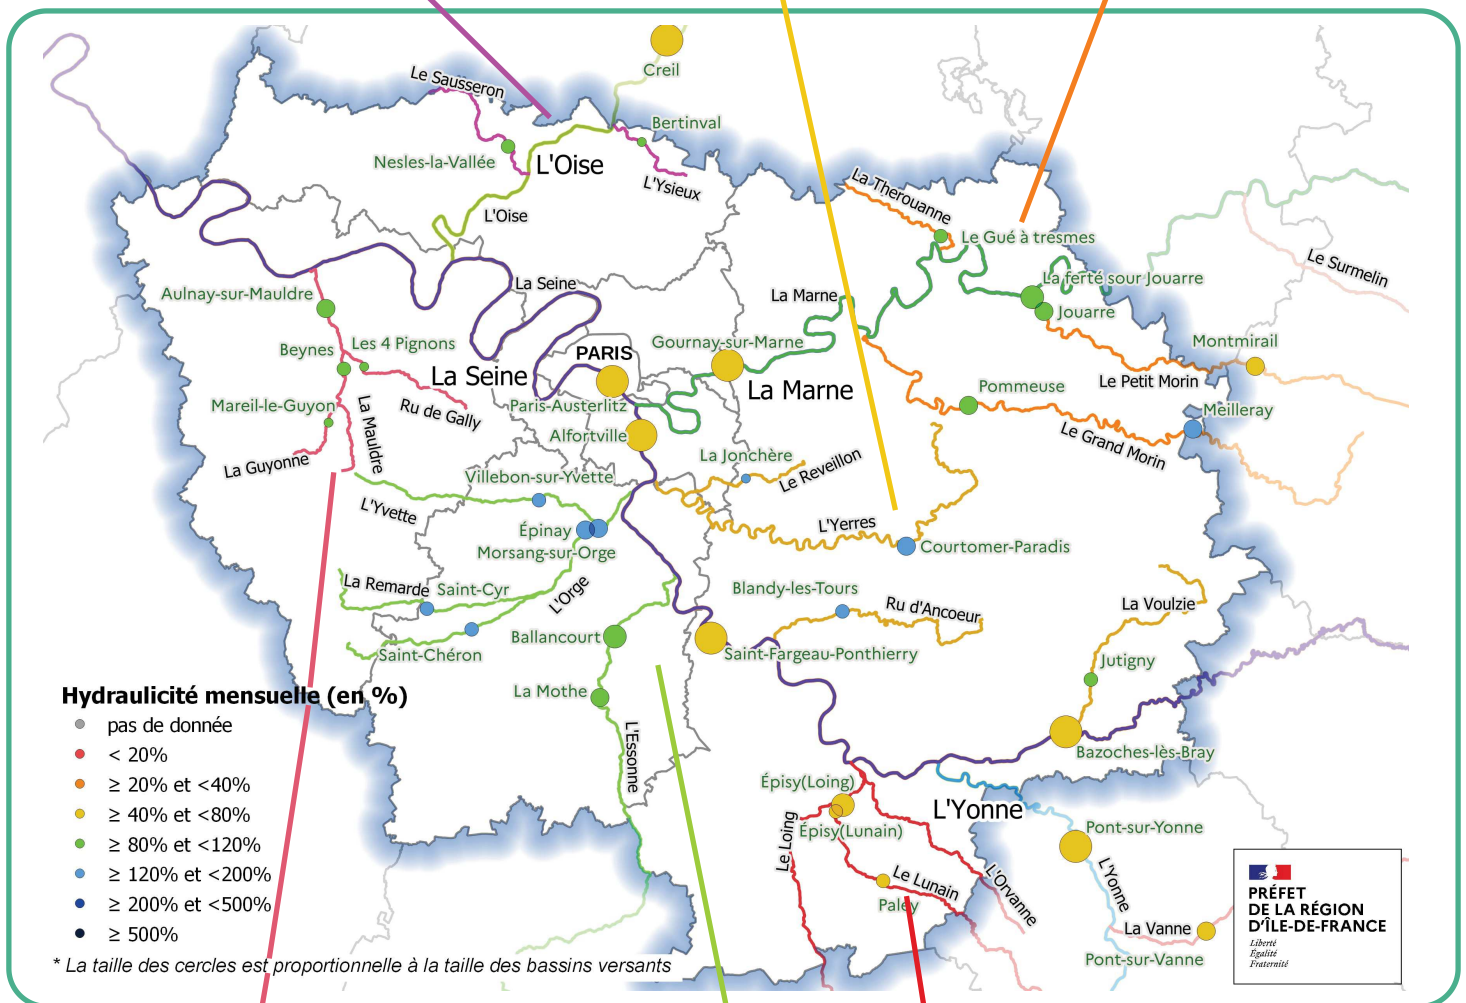 Creil
Le Sausseron
Bertinval
Nesles-la-Vallée
L'Oise
L'Ysieux
La Therouanne
L'Oise
Le Gué à tresmes
Le Surmelin
La Seine
La ferté sour Jouarre
Aulnay-sur-Mauldre
La Marne
Jouarre
Beynes
Les 4 Pignons
PARIS
Gournay-sur-Marne
Montmirail
La Seine
La Marne
Le Petit Morin
Pommeuse
Mareil-le-Guyon
Ru de Gally
Paris-Austerlitz
Meilleray
La Mauldre
Alfortville
Le Grand Morin
La Guyonne
La Jonchère
Le Reveillon
Villebon-sur-Yvette
L'Yvette
L'Yerres
Épinay
Courtomer-Paradis
Morsang-sur-Orge
La Remarde
Saint-Cyr
L'Orge
Blandy-les-Tours
Ru d'Ancoeur
La Voulzie
Ballancourt
Saint-Chéron
Saint-Fargeau-Ponthierry
Jutigny
La Mothe
L'Essonne
Bazoches-lès-Bray
Épisy(Loing)
L'Yonne
Épisy(Lunain)
Pont-sur-Yonne
Le Loing
Le Lunain
L'Orvanne
L'Yonne
Paley
La Vanne
Pont-sur-Vanne
Hydraulicité mensuelle (en %)
pas de donnée
< 20%
≥ 20% et <40%
≥ 40% et <80%
≥ 80% et <120%
≥ 120% et <200%
≥ 200% et <500%
≥ 500%
* La taille des cercles est proportionnelle à la taille des bassins versants
PRÉFET
DE LA RÉGION
D'ÎLE-DE-FRANCE
Liberté
Égalité
Fraternité